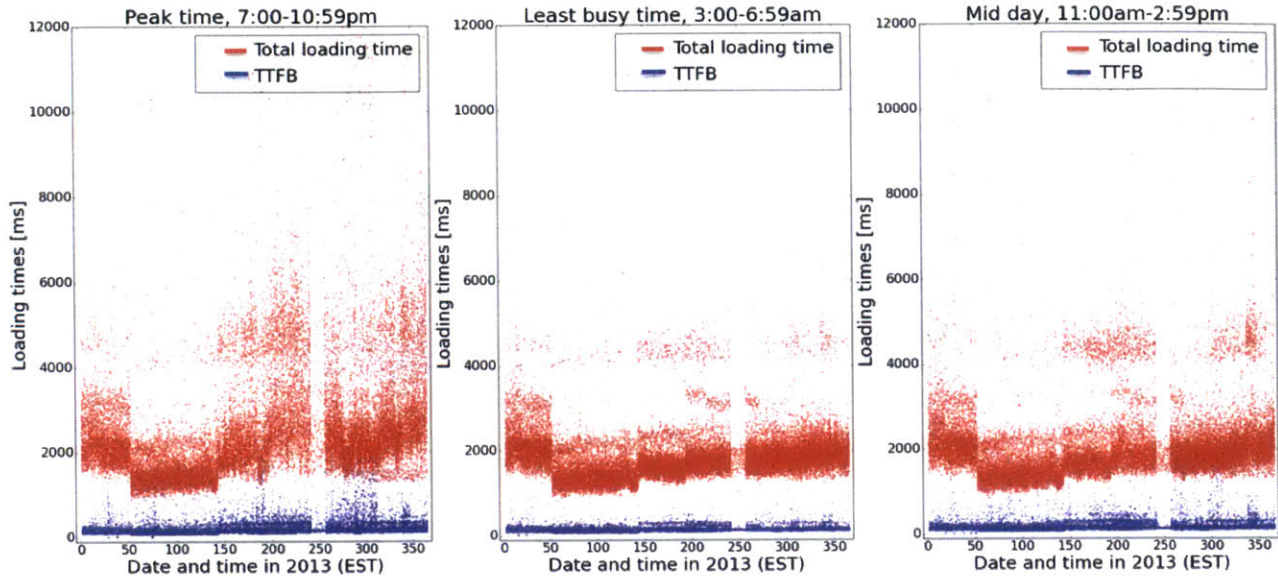 Peak time, 7:00-10:59pm
12000
10000
8000
6000
4000
2000
0
Loading times [ms]
Total loading time
TTFB
0 50 100 150 200 250 300 350
Date and time in 2013 (EST)
Least busy time, 3:00-6:59am
12000
10000
8000
6000
4000
2000
0
Loading times [ms]
Total loading time
TTFB
0 50 100 150 200 250 300 350
Date and time in 2013 (EST)
Mid day, 11:00am-2:59pm
12000
10000
8000
6000
4000
2000
0
Loading times [ms]
Total loading time
TTFB
0 50 100 150 200 250 300 350
Date and time in 2013 (EST)